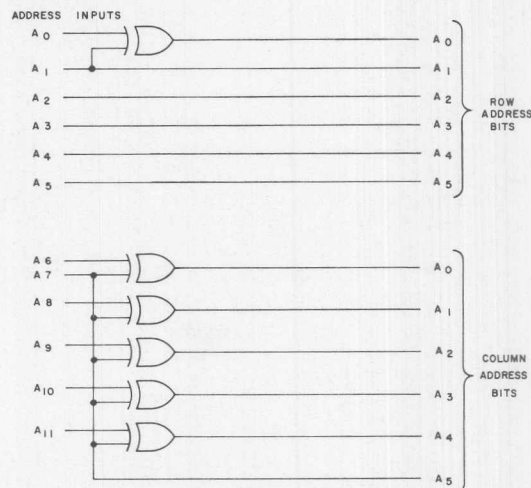 ADDRESS INPUTS
A0 A0
A1 A1
A2 A2
A3 A3
A4 A4
A5 A5
ROW
ADDRESS
BITS
A6 A0
A7
A8 A1
A9 A2
A10 A3
A11 A4
A5
COLUMN
ADDRESS
BITS